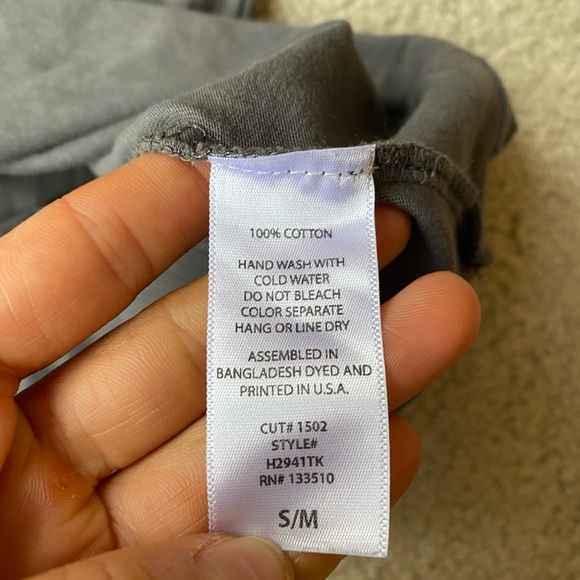 100% COTTON
HAND WASH WITH
COLD WATER
DO NOT BLEACH
COLOR SEPARATE
HANG OR LINE DRY
ASSEMBLED IN
BANGLADESH DYED AND
PRINTED IN U.S.A.
CUT# 1502
STYLE#
H2941TK
RN# 133510
S/M